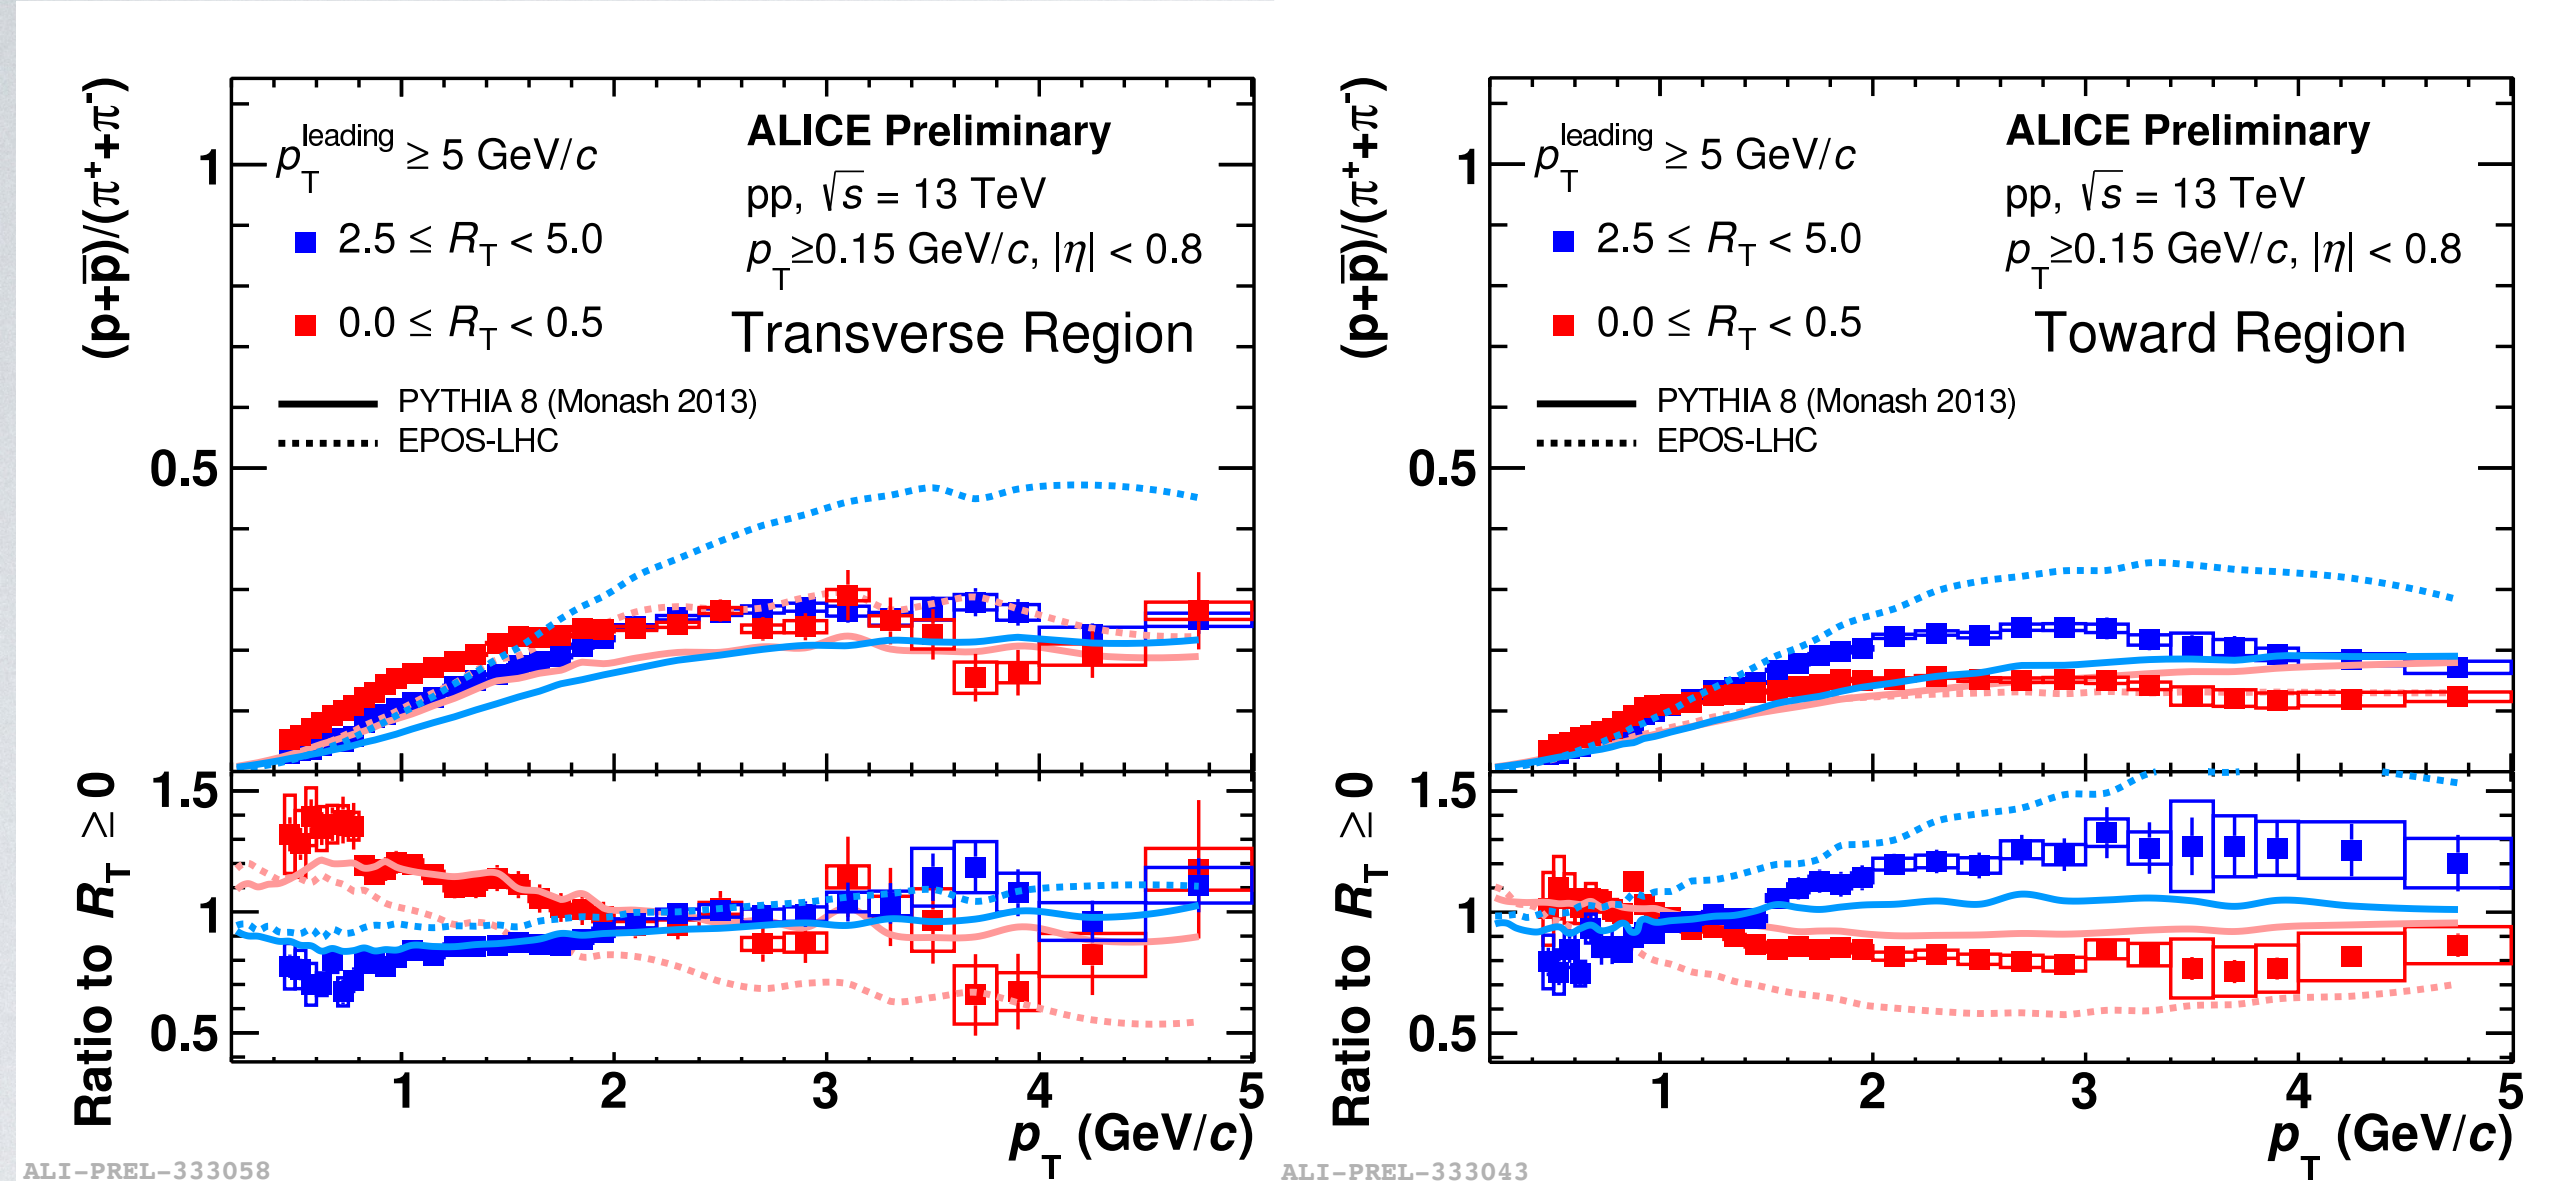 (p+p̅)/(π⁺+π⁻)
1
0.5
p_T^leading ≥ 5 GeV/c
2.5 ≤ R_T < 5.0
0.0 ≤ R_T < 0.5
PYTHIA 8 (Monash 2013)
EPOS-LHC
ALICE Preliminary
pp, √s = 13 TeV
p_T≥0.15 GeV/c, |η| < 0.8
Transverse Region
Ratio to R_T ≥ 0
1.5
1
0.5
1 2 3 4 5
p_T (GeV/c)
ALI-PREL-333058
(p+p̅)/(π⁺+π⁻)
1
0.5
p_T^leading ≥ 5 GeV/c
2.5 ≤ R_T < 5.0
0.0 ≤ R_T < 0.5
PYTHIA 8 (Monash 2013)
EPOS-LHC
ALICE Preliminary
pp, √s = 13 TeV
p_T≥0.15 GeV/c, |η| < 0.8
Toward Region
Ratio to R_T ≥ 0
1.5
1
0.5
1 2 3 4 5
p_T (GeV/c)
ALI-PREL-333043